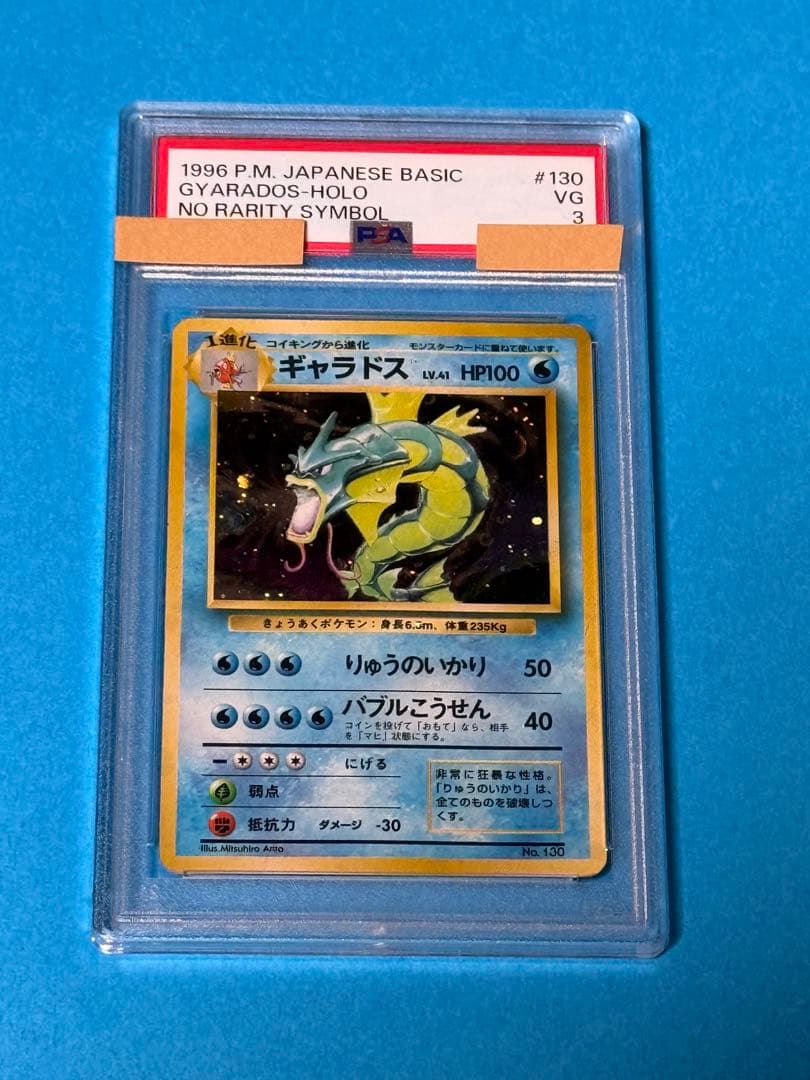 1996 P.M. JAPANESE BASIC #130
GYARADOS-HOLO VG
NO RARITY SYMBOL 3
PSA
1進化 コイキングから進化 モンスターカードに重ねて使います。
ギャラドス LV.41 HP100
きょうあくポケモン：身長6.5m、体重235Kg
りゅうのいかり 50
バブルこうせん 40
コインを投げて「おもて」なら、相手
を「マヒ」状態にする。
にげる
弱点
抵抗力 ダメージ -30
非常に狂暴な性格。
「りゅうのいかり」は、
全てのものを破壊しつ
くす。
Illus.Mitsuhiro Arita
No. 130